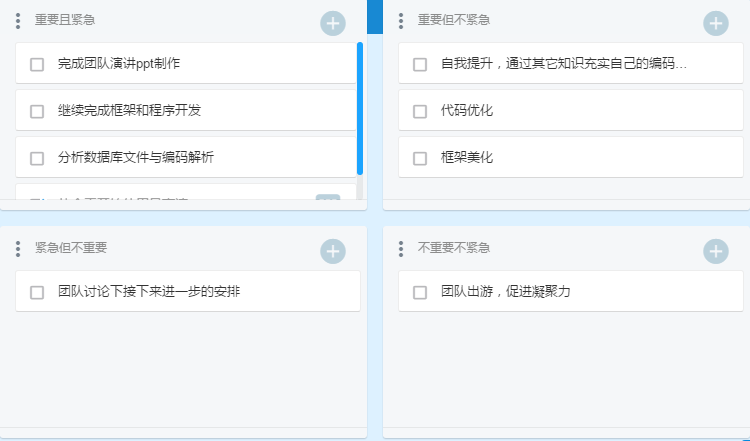 重要且紧急
完成团队演讲ppt制作
继续完成框架和程序开发
分析数据库文件与编码解析
重要但不紧急
自我提升，通过其它知识充实自己的编码…
代码优化
框架美化
紧急但不重要
团队讨论下接下来进一步的安排
不重要不紧急
团队出游，促进凝聚力